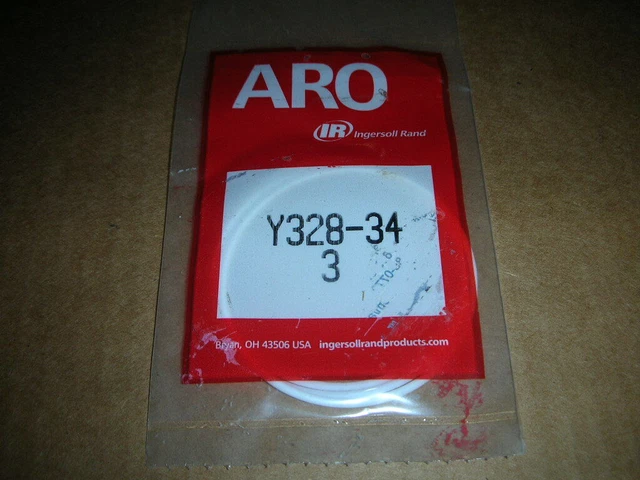 ARO
IR Ingersoll Rand
Y328-34
3
Bryan, OH 43506 USA ingersollrandproducts.com